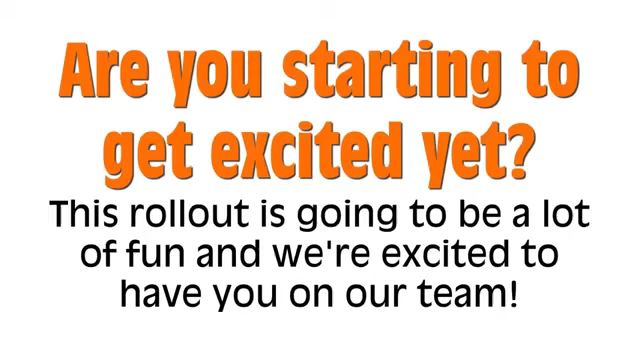 Are you starting to
get excited yet?
This rollout is going to be a lot
of fun and we're excited to
have you on our team!